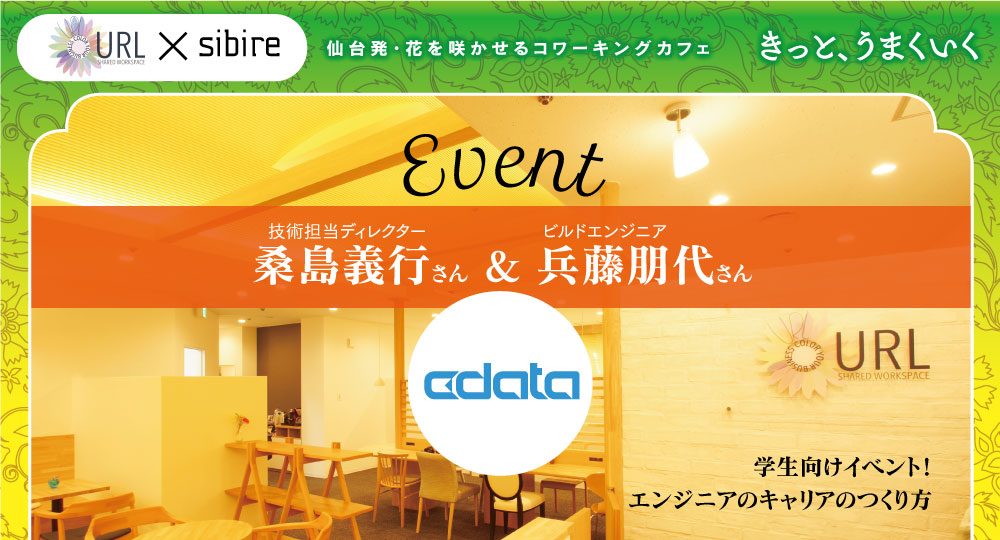 URL
SHARED WORKSPACE
× sibire
仙台発・花を咲かせるコワーキングカフェ
きっと、うまくいく
Event
技術担当ディレクター
桑島義行さん
&
ビルドエンジニア
兵藤朋代さん
cdata
COLOR YOUR BUSINESS
URL
SHARED WORKSPACE
学生向けイベント!
エンジニアのキャリアのつくり方